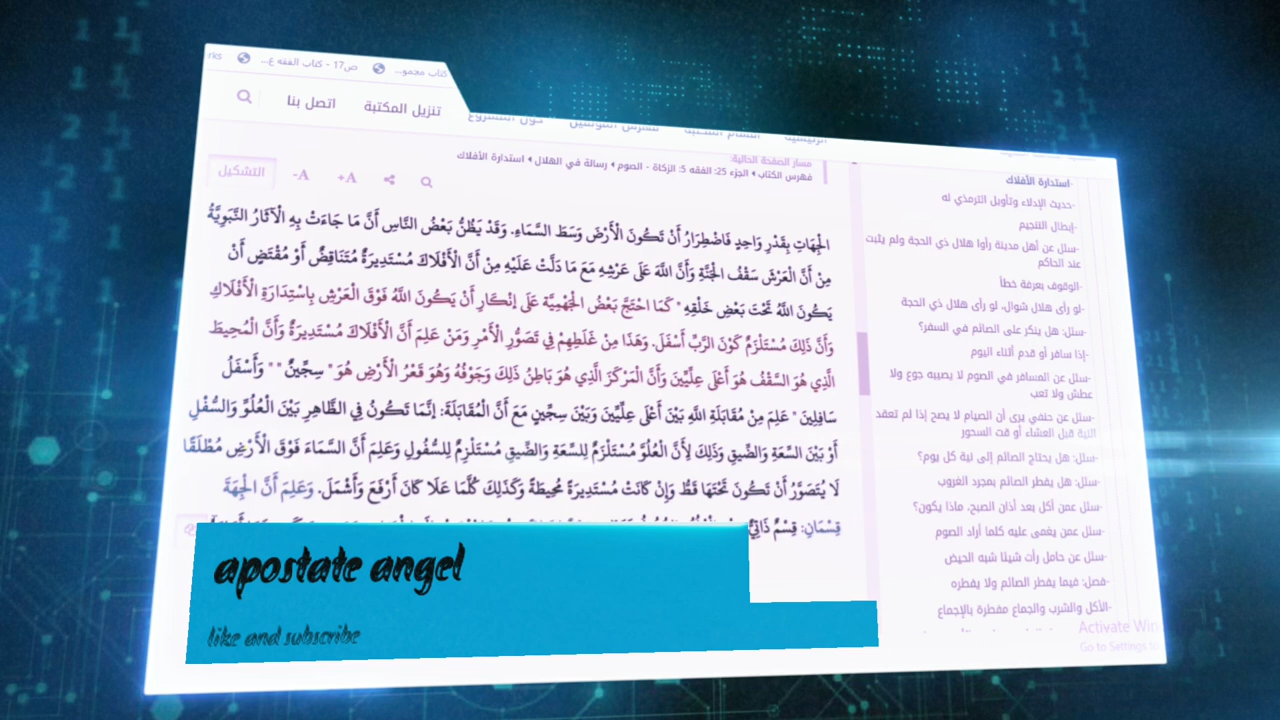 rks
ص17 - كتاب الفقه ع...
كتاب مجمو...
اتصل بنا
تنزيل المكتبة
مسار الصفحة الحالية:
فهرس الكتاب ‹ الجزء 25: الفقه 5: الزكاة - الصوم ‹ رسالة في الهلال ‹ استدارة الأفلاك
التشكيل
-A
+A
الْجِهَاتِ بِقَدْرٍ وَاحِدٍ فَاضْطِرَارُ أَنْ تَكُونَ الْأَرْضُ وَسَطَ السَّمَاءِ. وَقَدْ يَظُنُّ بَعْضُ النَّاسِ أَنَّ مَا جَاءَتْ بِهِ الْآثَارُ النَّبَوِيَّةُ
مِنْ أَنَّ الْعَرْشَ سَقْفُ الْجَنَّةِ وَأَنَّ اللَّهَ عَلَى عَرْشِهِ مَعَ مَا دَلَّتْ عَلَيْهِ مِنْ أَنَّ الْأَفْلَاكَ مُسْتَدِيرَةٌ مُتَنَاقِضٌ أَوْ مُقْتَضٍ أَنْ
يَكُونَ اللَّهُ تَحْتَ بَعْضِ خَلْقِهِ " كَمَا احْتَجَّ بَعْضُ الْجَهْمِيَّة عَلَى إنْكَارِ أَنْ يَكُونَ اللَّهُ فَوْقَ الْعَرْشِ بِاسْتِدَارَةِ الْأَفْلَاكِ
وَأَنَّ ذَلِكَ مُسْتَلْزَمٌ كَوْنَ الرَّبِّ أَسْفَلَ. وَهَذَا مِنْ غَلَطِهِمْ فِي تَصَوُّرِ الْأَمْرِ وَمَنْ عَلِمَ أَنَّ الْأَفْلَاكَ مُسْتَدِيرَةٌ وَأَنَّ الْمُحِيطَ
الَّذِي هُوَ السَّقْفُ هُوَ أَعْلَى عِلِّيِّينَ وَأَنَّ الْمَرْكَزَ الَّذِي هُوَ بَاطِنُ ذَلِكَ وَجَوْفُهُ وَهُوَ قَعْرُ الْأَرْضِ هُوَ " سِجِّينٌ " " وَأَسْفَلُ
سَافِلِينَ " عَلِمَ مِنْ مُقَابَلَةِ اللَّهِ بَيْنَ أَعْلَى عِلِّيِّينَ وَبَيْنَ سِجِّينٍ مَعَ أَنَّ الْمُقَابَلَةَ: إنَّمَا تَكُونُ فِي الظَّاهِرِ بَيْنَ الْعُلُوِّ وَالسُّفْلِ
أَوْ بَيْنَ السَّعَةِ وَالضِّيقِ وَذَلِكَ لِأَنَّ الْعُلُوَّ مُسْتَلْزَمٌ لِلسَّعَةِ وَالضِّيقِ مُسْتَلْزِمٌ لِلسُّفُولِ وَعَلِمَ أَنَّ السَّمَاءَ فَوْقَ الْأَرْضِ مُطْلَقًا
لَا يُتَصَوَّرُ أَنْ تَكُونَ تَحْتَهَا قَطُّ وَإِنْ كَانَتْ مُسْتَدِيرَةً مُحِيطَةً وَكَذَلِكَ كُلَّمَا عَلَا كَانَ أَرْفَعَ وَأَشْمَلَ. وَعَلِمَ أَنَّ الْجِهَةَ
قِسْمَانِ: قِسْمٌ ذَاتِيٌّ
-استدارة الأفلاك
-حديث الإدلاء وتأويل الترمذي له
-إبطال التنجيم
-سئل عن أهل مدينة رأوا هلال ذي الحجة ولم يثبت
عند الحاكم
-الوقوف بعرفة خطأ
-لو رأى هلال شوال، لو رأى هلال ذي الحجة
-سئل: هل ينكر على الصائم في السفر؟
-إذا سافر أو قدم أثناء اليوم
-سئل عن المسافر في الصوم لا يصيبه جوع ولا
عطش ولا تعب
-سئل عن حنفي يرى أن الصيام لا يصح إذا لم تعقد
النية قبل العشاء أو قت السحور
-سئل: هل يحتاج الصائم إلى نية كل يوم؟
-سئل: هل يفطر الصائم بمجرد الغروب
-سئل عمن أكل بعد أذان الصبح، ماذا يكون؟
-سئل عمن يغمى عليه كلما أراد الصوم
-سئل عن حامل رأت شيئا شبه الحيض
-فصل: فيما يفطر الصائم ولا يفطره
-الأكل والشرب والجماع مفطرة بالإجماع
Activate Win
Go to Settings to
apostate angel
like and subscribe